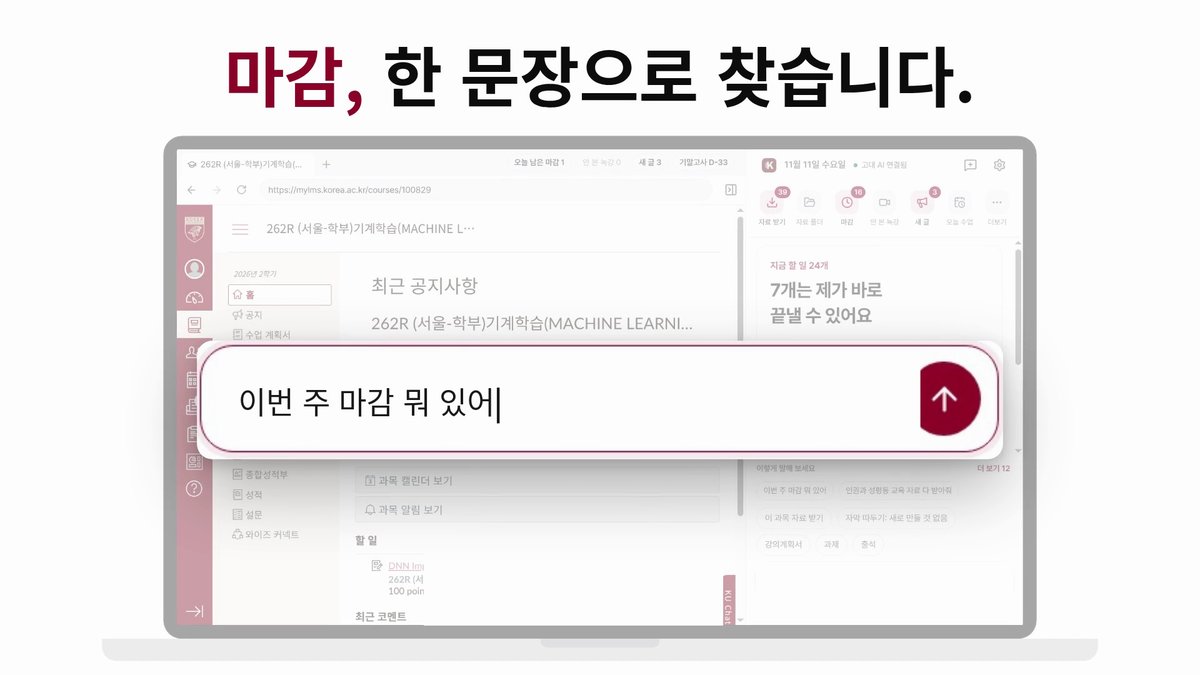 마감, 한 문장으로 찾습니다.
262R (서울-학부)기계학습(...
오늘 남은 마감 1 안 본 녹강 0 새 글 3 기말고사 D-33
https://mylms.korea.ac.kr/courses/100829
262R (서울-학부)기계학습(MACHINE L···
2026년 2학기
홈
공지
수업 계획서
최근 공지사항
262R (서울-학부)기계학습(MACHINE LEARNI...
K 11월 11일 수요일 고대 AI 연결됨
39 16 3
자료 받기 자료 폴더 마감 안 본 녹강 새 글 오늘 수업 더보기
지금 할 일 24개
7개는 제가 바로
끝낼 수 있어요
이번 주 마감 뭐 있어
종합성적부
성적
설문
와이즈 커넥트
과목 캘린더 보기
과목 알림 보기
할 일
DNN Im
262R (서
100 poin
최근 코멘트
KU Chat
이렇게 말해 보세요 더 보기 12
이번 주 마감 뭐 있어 인권과 성평등 교육 자료 다 받아줘
이 과목 자료 받기 자막 따두기: 새로 만들 것 없음
강의계획서 과제 출석